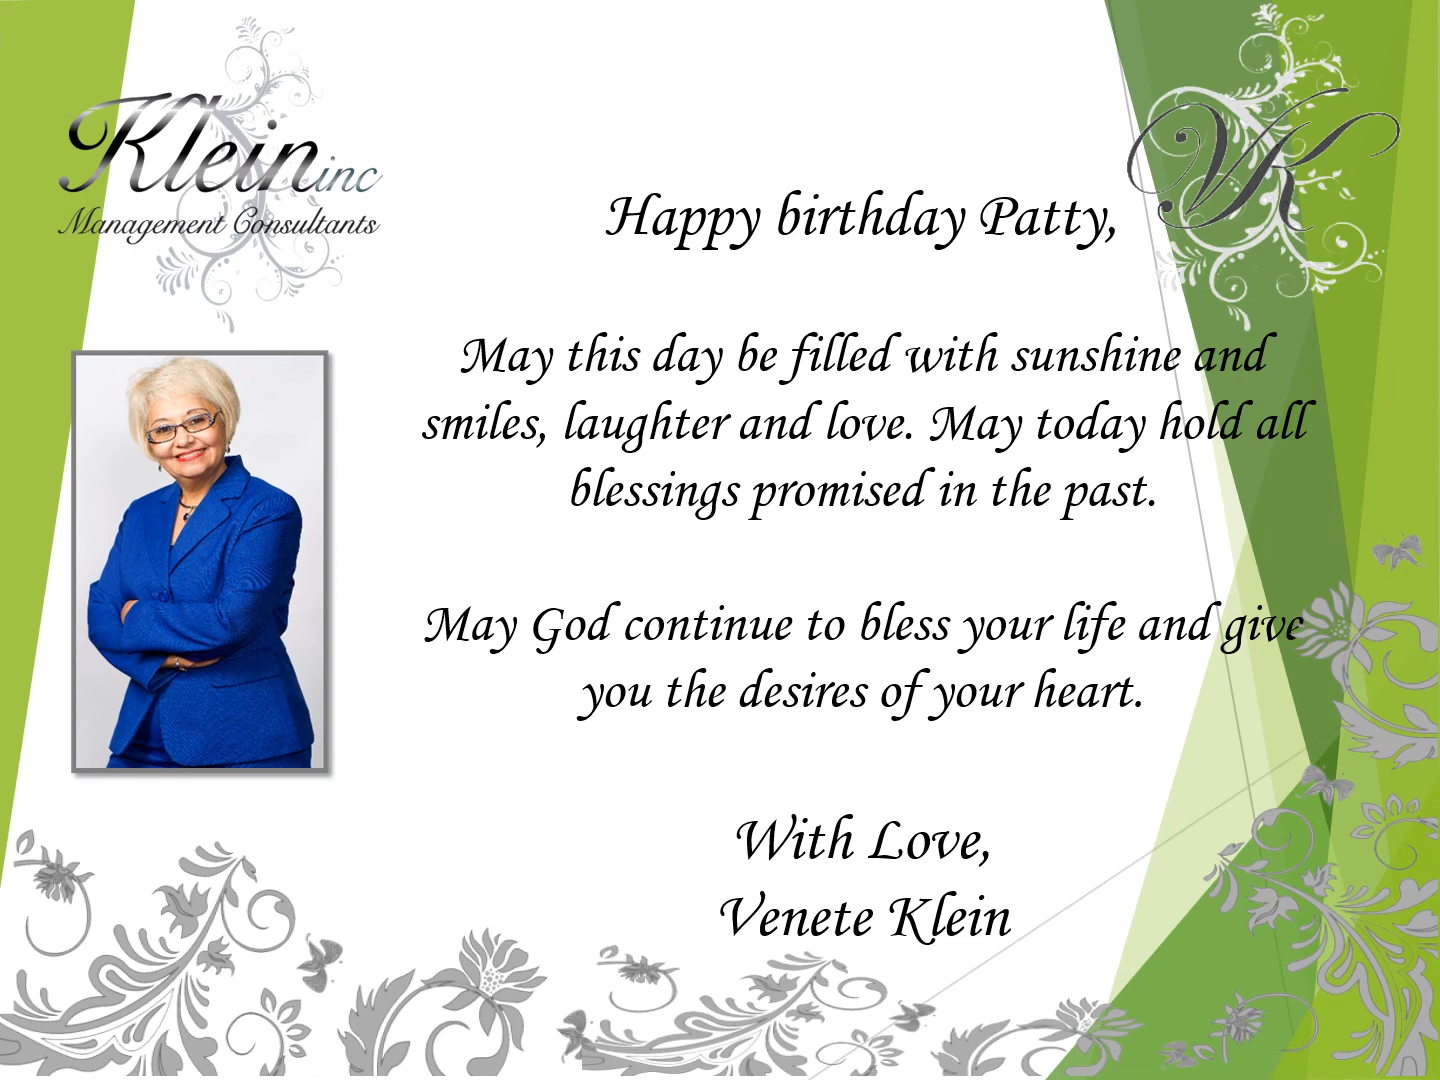 Klein inc
Management Consultants
VK
Happy birthday Patty,
May this day be filled with sunshine and
smiles, laughter and love. May today hold all
blessings promised in the past.
May God continue to bless your life and give
you the desires of your heart.
With Love,
Venete Klein